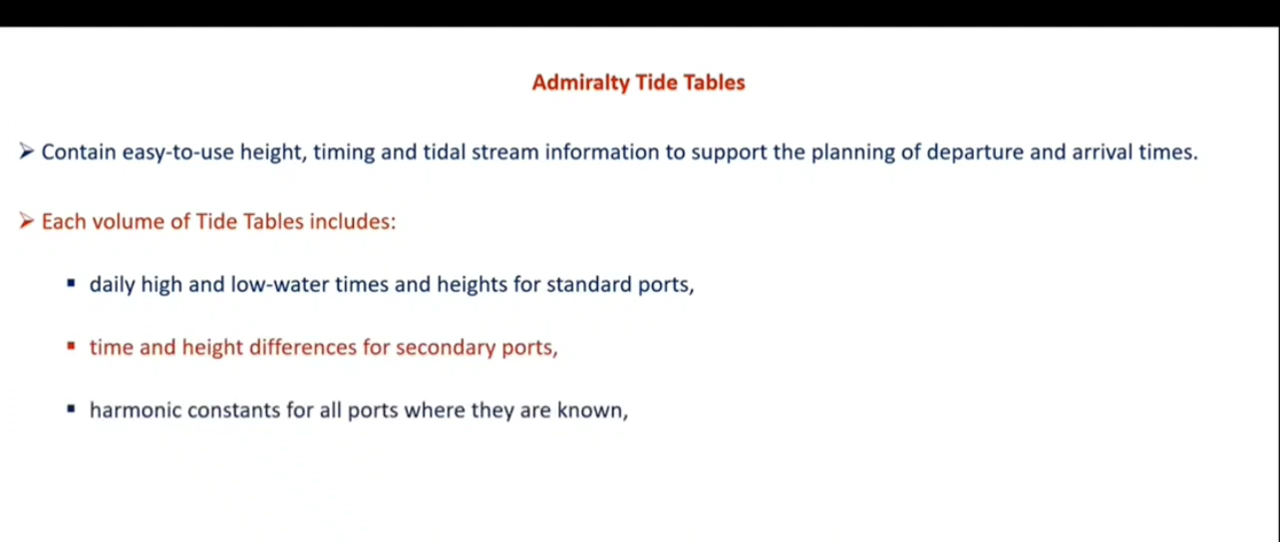 Admiralty Tide Tables
➢ Contain easy-to-use height, timing and tidal stream information to support the planning of departure and arrival times.
➢ Each volume of Tide Tables includes:
▪ daily high and low-water times and heights for standard ports,
▪ time and height differences for secondary ports,
▪ harmonic constants for all ports where they are known,